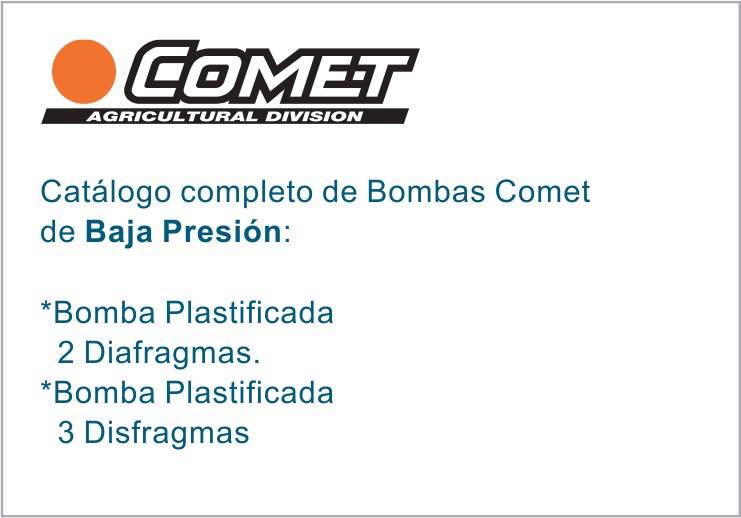 COMET
AGRICULTURAL DIVISION
Catálogo completo de Bombas Comet
de Baja Presión:
*Bomba Plastificada
2 Diafragmas.
*Bomba Plastificada
3 Disfragmas